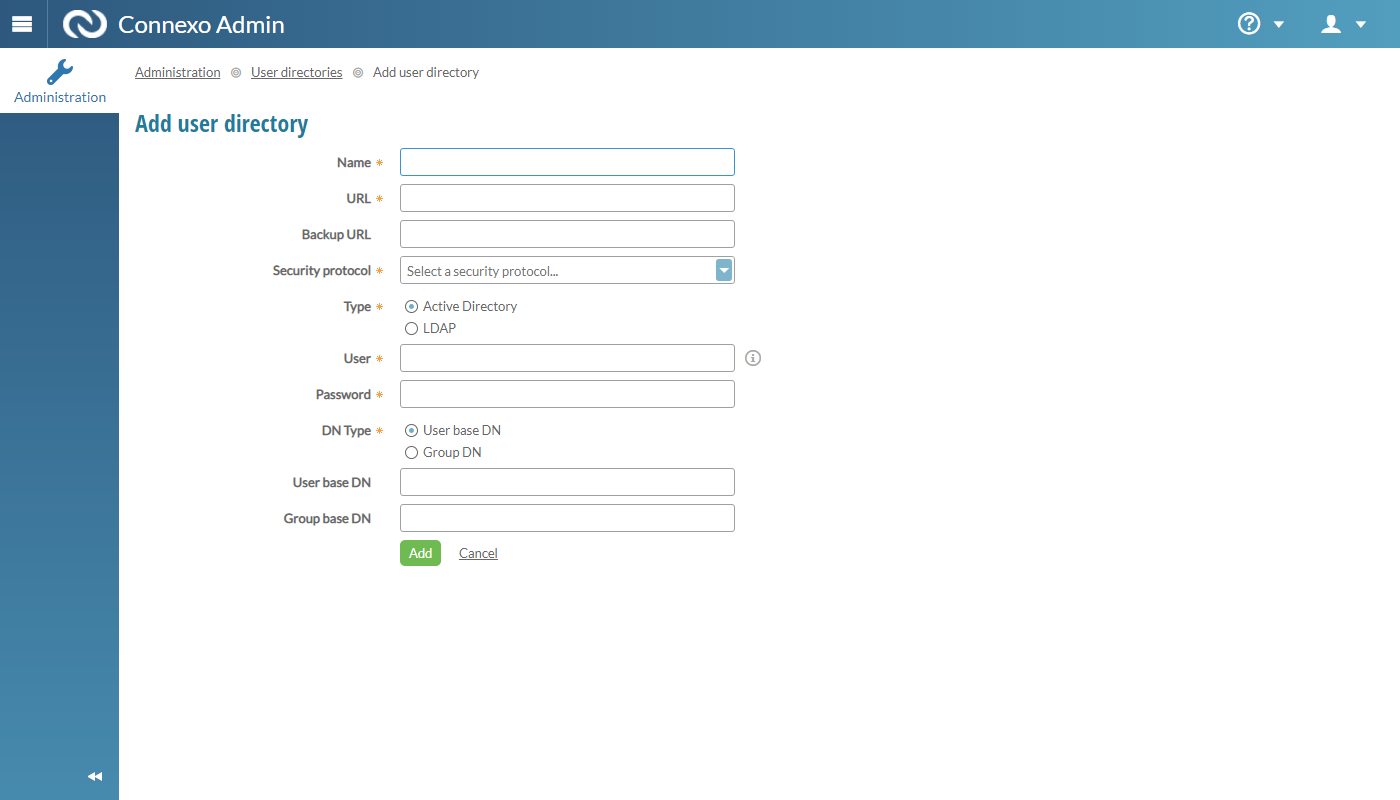 Connexo Admin
Administration
Administration User directories Add user directory
Add user directory
Name *
URL *
Backup URL
Security protocol * Select a security protocol...
Type * Active Directory
LDAP
User *
Password *
DN Type * User base DN
Group DN
User base DN
Group base DN
Add Cancel